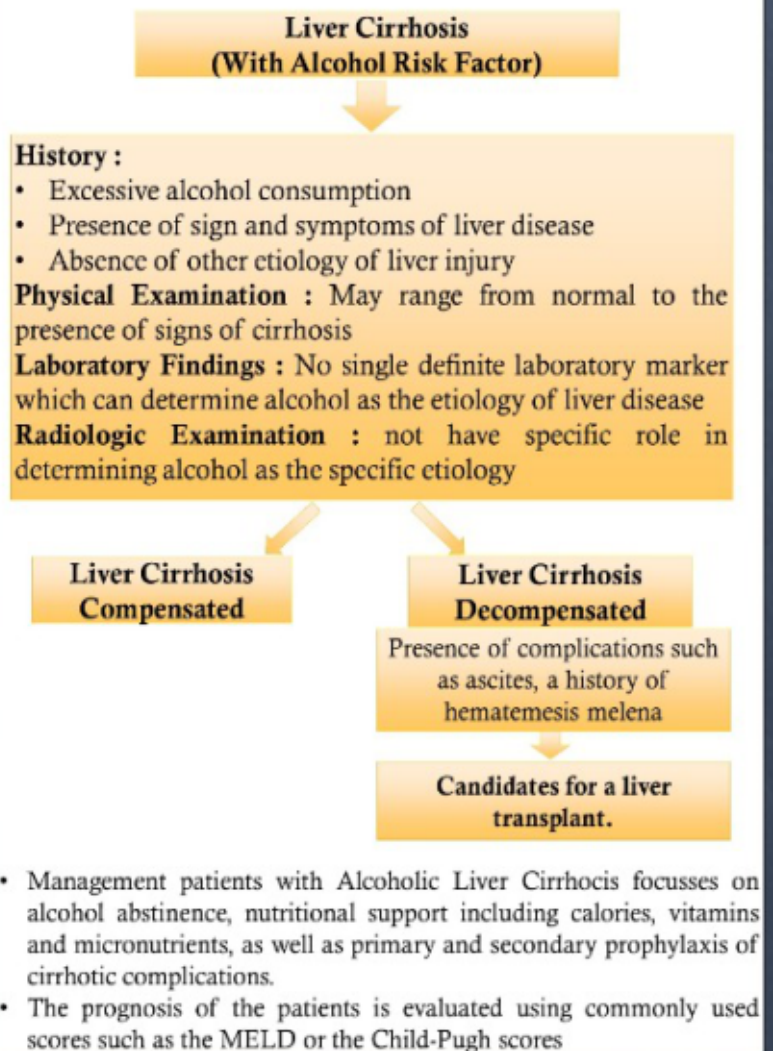 Liver Cirrhosis
(With Alcohol Risk Factor)
History :
• Excessive alcohol consumption
• Presence of sign and symptoms of liver disease
• Absence of other etiology of liver injury
Physical Examination : May range from normal to the
presence of signs of cirrhosis
Laboratory Findings : No single definite laboratory marker
which can determine alcohol as the etiology of liver disease
Radiologic Examination : not have specific role in
determining alcohol as the specific etiology
Liver Cirrhosis
Compensated
Liver Cirrhosis
Decompensated
Presence of complications such
as ascites, a history of
hematemesis melena
Candidates for a liver
transplant.
• Management patients with Alcoholic Liver Cirrhocis focusses on
alcohol abstinence, nutritional support including calories, vitamins
and micronutrients, as well as primary and secondary prophylaxis of
cirrhotic complications.
• The prognosis of the patients is evaluated using commonly used
scores such as the MELD or the Child-Pugh scores